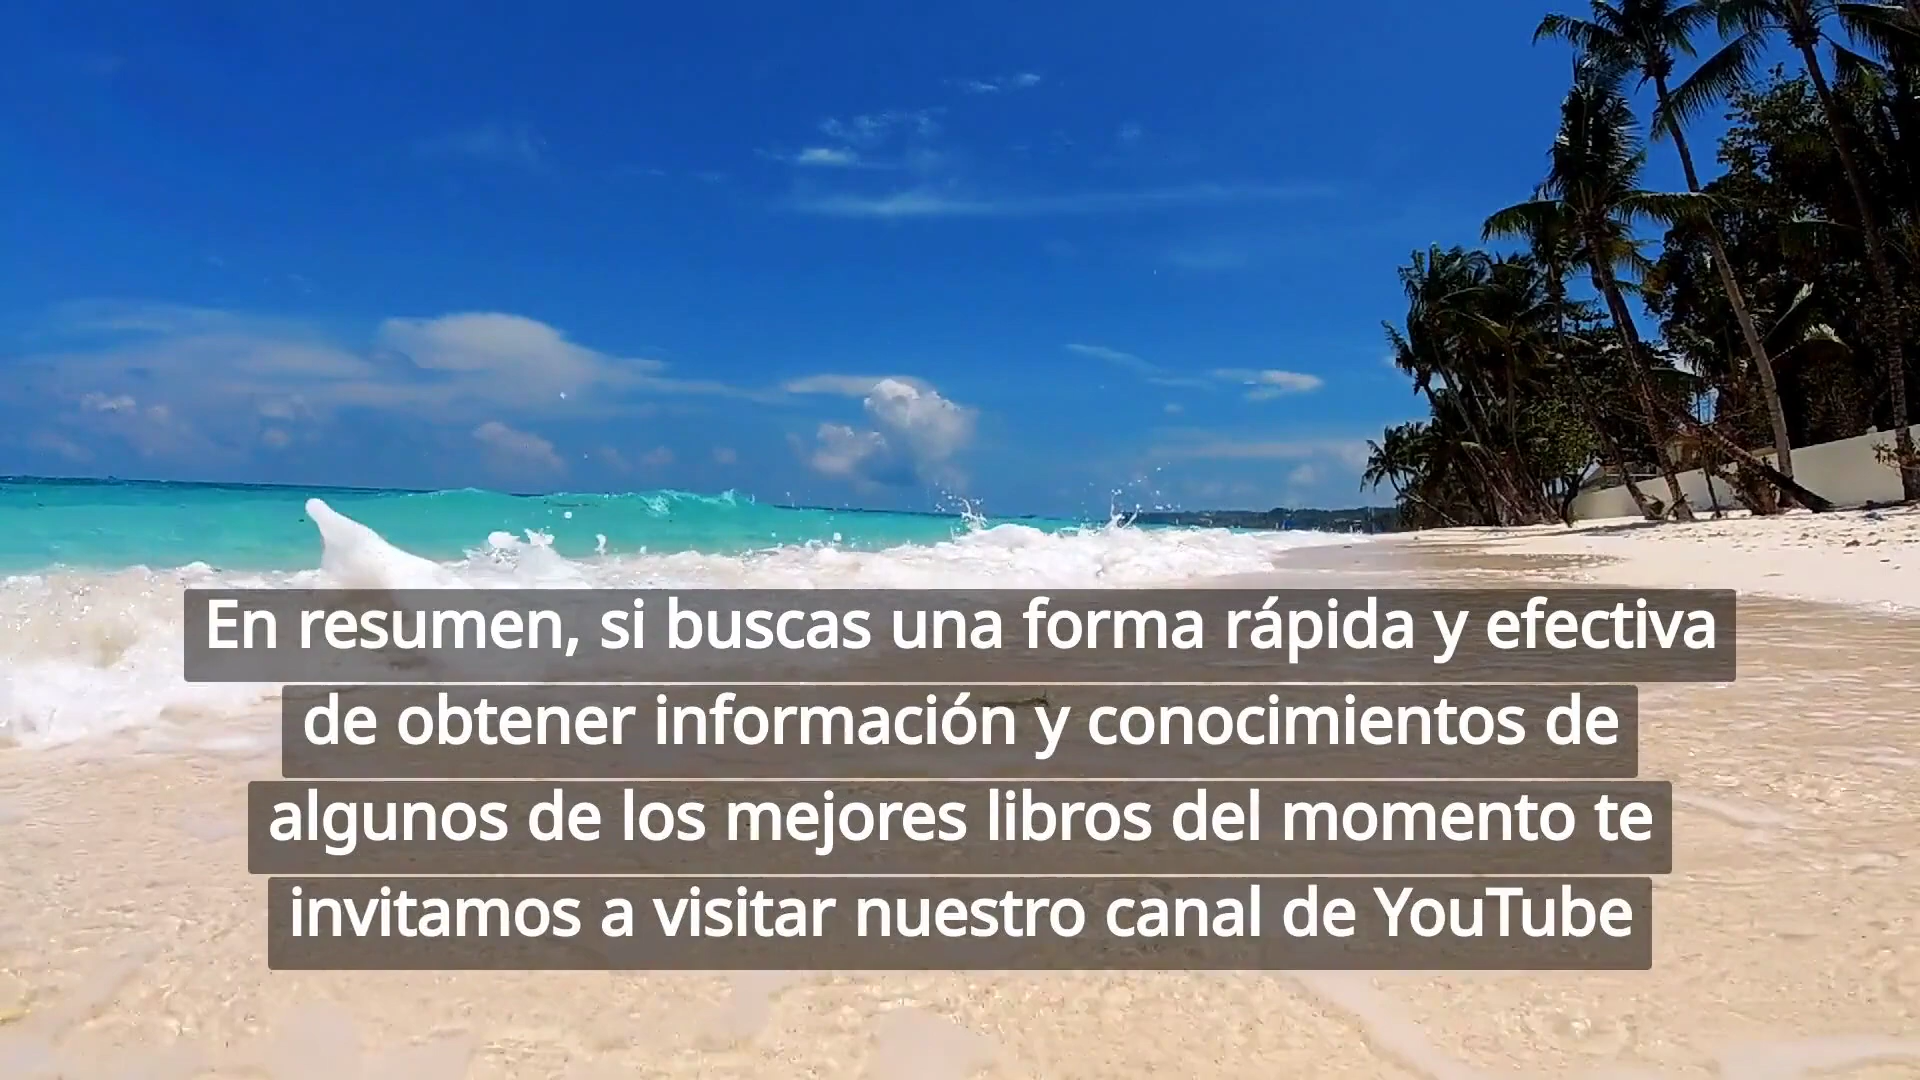 En resumen, si buscas una forma rápida y efectiva
de obtener información y conocimientos de
algunos de los mejores libros del momento te
invitamos a visitar nuestro canal de YouTube